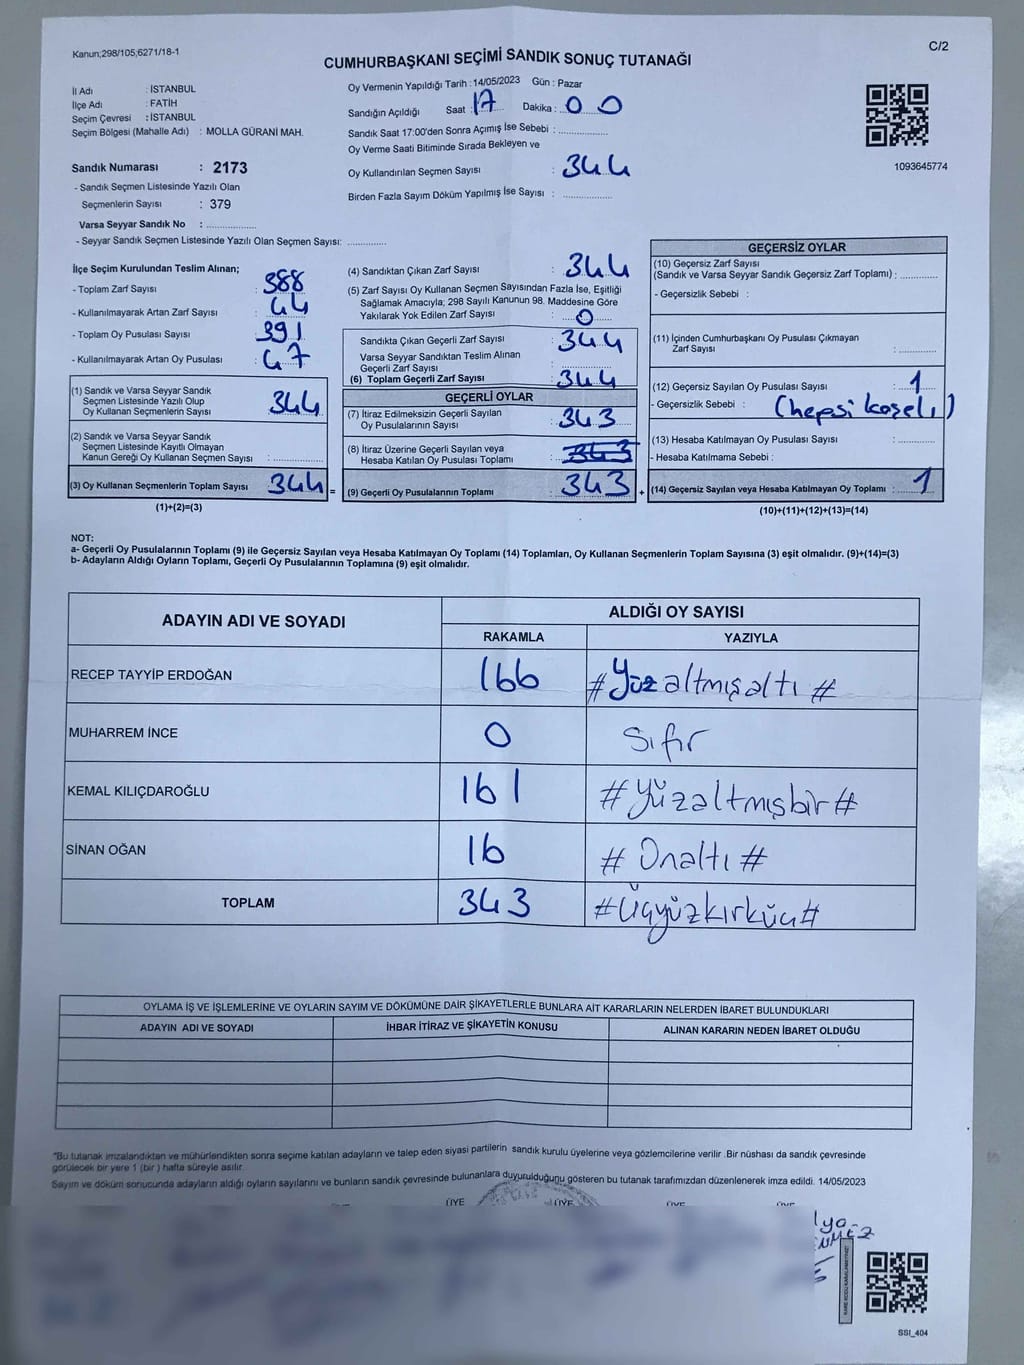 Kanun;298/105;6271/18-1
C/2
CUMHURBAŞKANI SEÇİMİ SANDIK SONUÇ TUTANAĞI
İl Adı : İSTANBUL
İlçe Adı : FATİH
Seçim Çevresi : İSTANBUL
Seçim Bölgesi (Mahalle Adı) : MOLLA GÜRANİ MAH.
Oy Vermenin Yapıldığı Tarih : 14/05/2023 Gün : Pazar
Sandığın Açıldığı Saat : 17 Dakika : 00
Sandık Saat 17:00'den Sonra Açımış İse Sebebi : ..............
Oy Verme Saati Bitiminde Sırada Bekleyen ve
Oy Kullandırılan Seçmen Sayısı : 344
Birden Fazla Sayım Döküm Yapılmış İse Sayısı : ..............
1093645774
Sandık Numarası : 2173
- Sandık Seçmen Listesinde Yazılı Olan
Seçmenlerin Sayısı : 379
Varsa Seyyar Sandık No : ..............
- Seyyar Sandık Seçmen Listesinde Yazılı Olan Seçmen Sayısı: ...........
İlçe Seçim Kurulundan Teslim Alınan;
- Toplam Zarf Sayısı : 388
- Kullanılmayarak Artan Zarf Sayısı : 44
- Toplam Oy Pusulası Sayısı : 391
- Kullanılmayarak Artan Oy Pusulası : 47
(1) Sandık ve Varsa Seyyar Sandık
Seçmen Listesinde Yazılı Olup
Oy Kullanan Seçmenlerin Sayısı : 344
(2) Sandık ve Varsa Seyyar Sandık
Seçmen Listesinde Kayıtlı Olmayan
Kanun Gereği Oy Kullanan Seçmen Sayısı : ..............
(3) Oy Kullanan Seçmenlerin Toplam Sayısı : 344 =
(1)+(2)=(3)
(4) Sandıktan Çıkan Zarf Sayısı : 344
(5) Zarf Sayısı Oy Kullanan Seçmen Sayısından Fazla İse, Eşitliği
Sağlamak Amacıyla; 298 Sayılı Kanunun 98. Maddesine Göre
Yakılarak Yok Edilen Zarf Sayısı : 0
Sandıkta Çıkan Geçerli Zarf Sayısı : 344
Varsa Seyyar Sandıktan Teslim Alınan
Geçerli Zarf Sayısı : ..............
(6) Toplam Geçerli Zarf Sayısı : 344
GEÇERLİ OYLAR
(7) İtiraz Edilmeksizin Geçerli Sayılan
Oy Pusulalarının Sayısı : 343
(8) İtiraz Üzerine Geçerli Sayılan veya
Hesaba Katılan Oy Pusulası Toplamı : 343
(9) Geçerli Oy Pusulalarının Toplamı : 343 +
GEÇERSİZ OYLAR
(10) Geçersiz Zarf Sayısı
(Sandık ve Varsa Seyyar Sandık Geçersiz Zarf Toplamı) : ...........
- Geçersizlik Sebebi :
(11) İçinden Cumhurbaşkanı Oy Pusulası Çıkmayan
Zarf Sayısı : ...........
(12) Geçersiz Sayılan Oy Pusulası Sayısı : 1
- Geçersizlik Sebebi : (hepsi kaşeli)
(13) Hesaba Katılmayan Oy Pusulası Sayısı : ...........
- Hesaba Katılmama Sebebi :
(14) Geçersiz Sayılan veya Hesaba Katılmayan Oy Toplamı : 1
(10)+(11)+(12)+(13)=(14)
NOT:
a- Geçerli Oy Pusulalarının Toplamı (9) ile Geçersiz Sayılan veya Hesaba Katılmayan Oy Toplamı (14) Toplamları, Oy Kullanan Seçmenlerin Toplam Sayısına (3) eşit olmalıdır. (9)+(14)=(3)
b- Adayların Aldığı Oyların Toplamı, Geçerli Oy Pusulalarının Toplamına (9) eşit olmalıdır.
ADAYIN ADI VE SOYADI
ALDIĞI OY SAYISI
RAKAMLA YAZIYLA
RECEP TAYYİP ERDOĞAN 166 #Yüzaltmışaltı#
MUHARREM İNCE 0 Sıfır
KEMAL KILIÇDAROĞLU 161 #Yüzaltmışbir#
SİNAN OĞAN 16 #Onaltı#
TOPLAM 343 #Üçyüzkırküç#
OYLAMA İŞ VE İŞLEMLERİNE VE OYLARIN SAYIM VE DÖKÜMÜNE DAİR ŞİKAYETLERLE BUNLARA AİT KARARLARIN NELERDEN İBARET BULUNDUKLARI
ADAYIN ADI VE SOYADI İHBAR İTİRAZ VE ŞİKAYETİN KONUSU ALINAN KARARIN NEDEN İBARET OLDUĞU
"Bu tutanak imzalandıktan ve mühürlendikten sonra seçime katılan adayların ve talep eden siyasi partilerin sandık kurulu üyelerine veya gözlemcilerine verilir .Bir nüshası da sandık çevresinde
görülecek bir yere 1 (bir ) hafta süreyle asılır.
Sayım ve döküm sonucunda adayların aldığı oyların sayılarını ve bunların sandık çevresinde bulunanlara duyurulduğunu gösteren bu tutanak tarafımızdan düzenlenerek imza edildi. 14/05/2023
ÜYE ÜYE ÜYE ÜYE
SSI_404